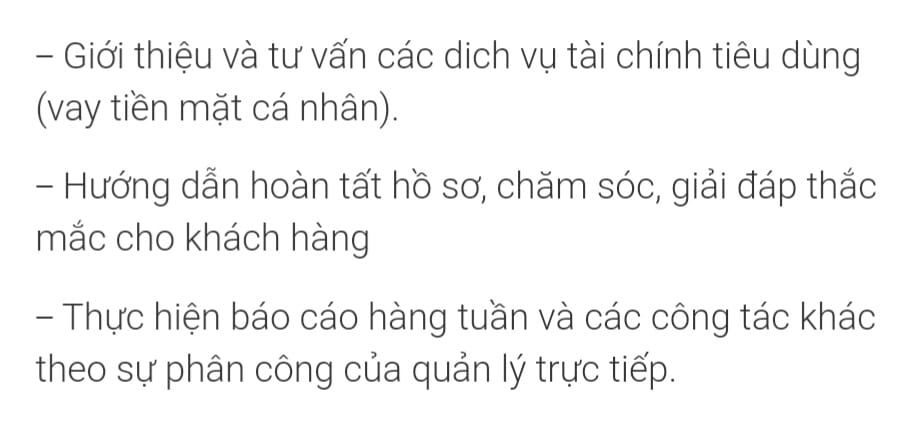 – Giới thiệu và tư vấn các dich vụ tài chính tiêu dùng
(vay tiền mặt cá nhân).
– Hướng dẫn hoàn tất hồ sơ, chăm sóc, giải đáp thắc
mắc cho khách hàng
– Thực hiện báo cáo hàng tuần và các công tác khác
theo sự phân công của quản lý trực tiếp.